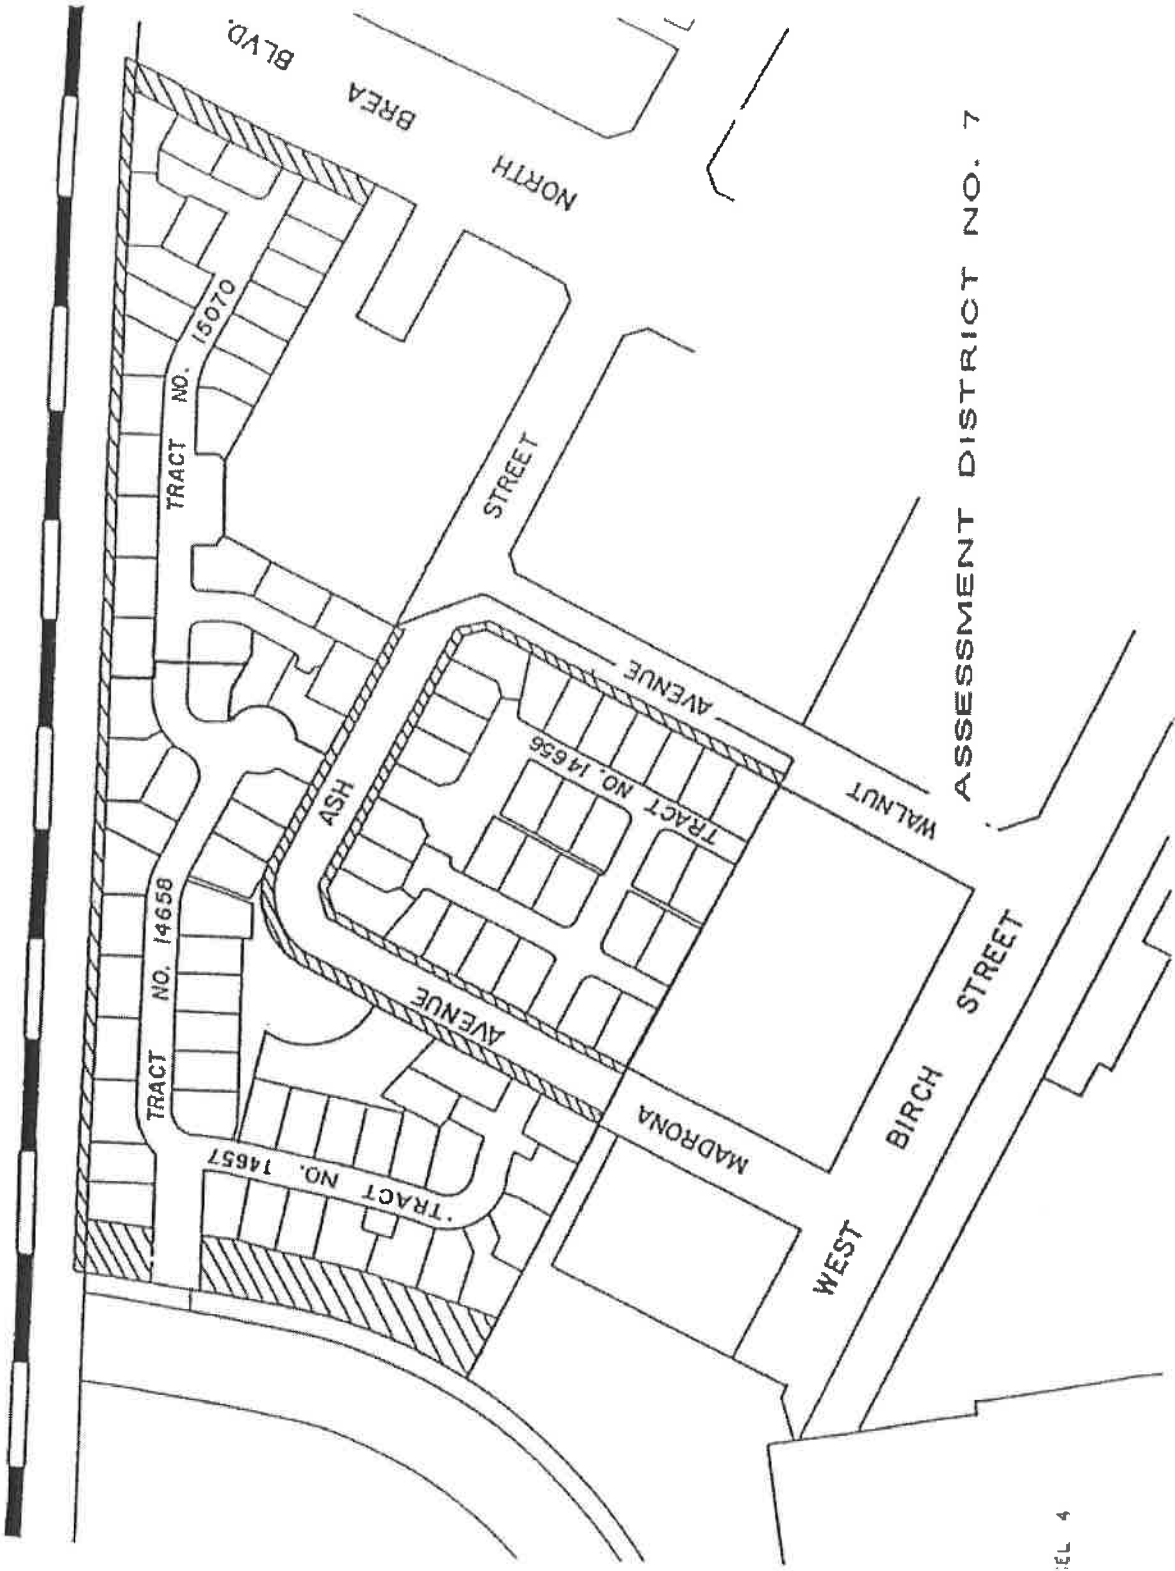 NORTH BREA BLVD.
TRACT NO. 15070
STREET
ASH
AVENUE
WALNUT
TRACT NO. 14656
TRACT NO. 14658
AVENUE
MADRONA
TRACT NO. 14657
WEST BIRCH STREET
ASSESSMENT DISTRICT NO. 7